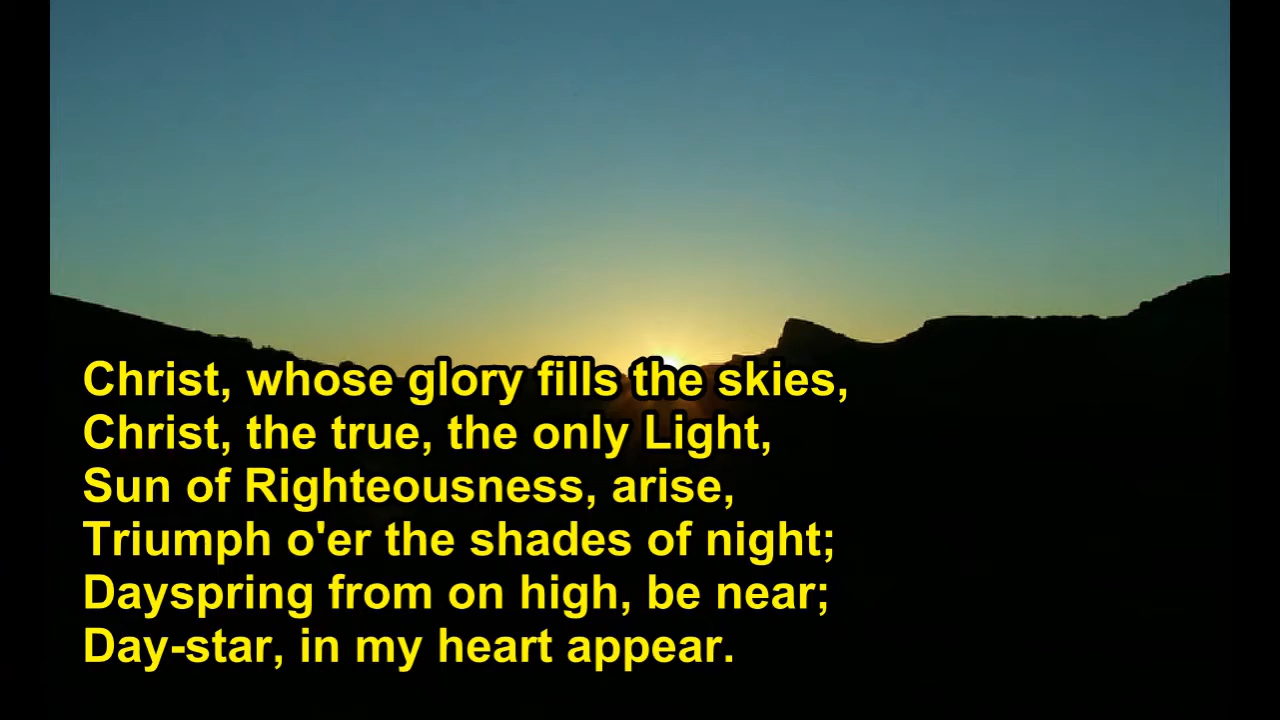 Christ, whose glory fills the skies,
Christ, the true, the only Light,
Sun of Righteousness, arise,
Triumph o'er the shades of night;
Dayspring from on high, be near;
Day-star, in my heart appear.